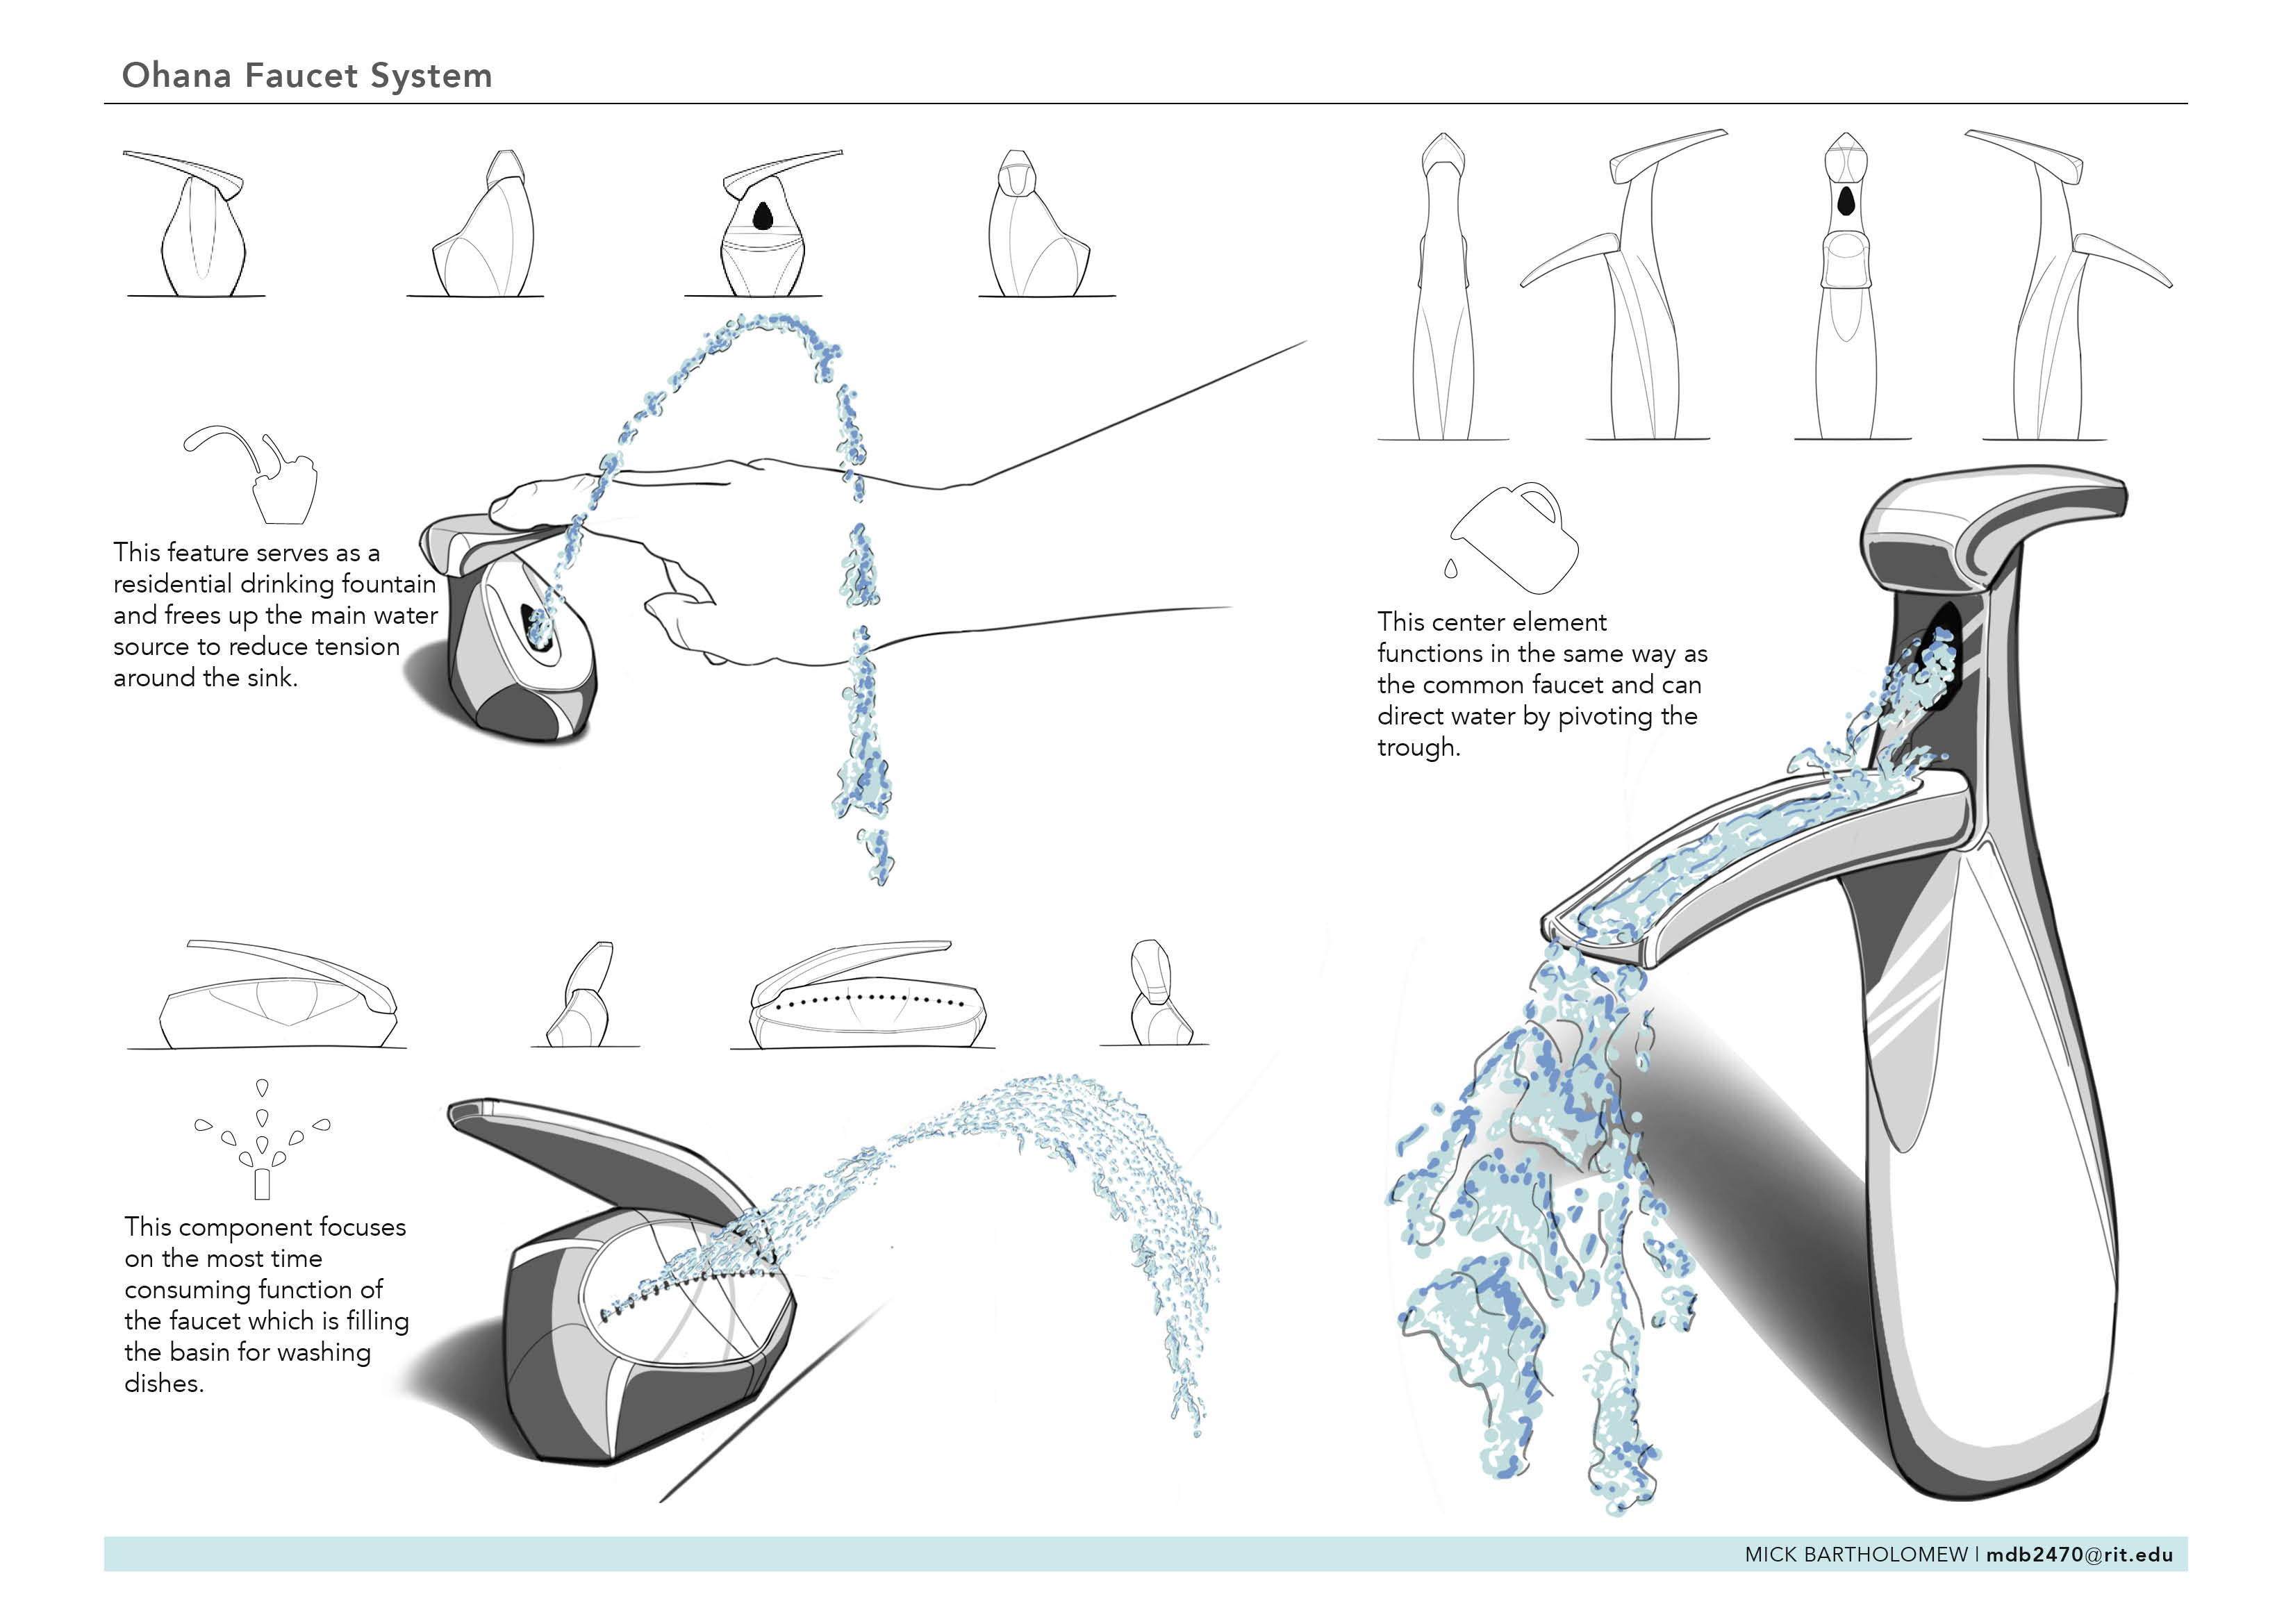 Ohana Faucet System
This feature serves as a
residential drinking fountain
and frees up the main water
source to reduce tension
around the sink.
This center element
functions in the same way as
the common faucet and can
direct water by pivoting the
trough.
This component focuses
on the most time
consuming function of
the faucet which is filling
the basin for washing
dishes.
MICK BARTHOLOMEW | mdb2470@rit.edu